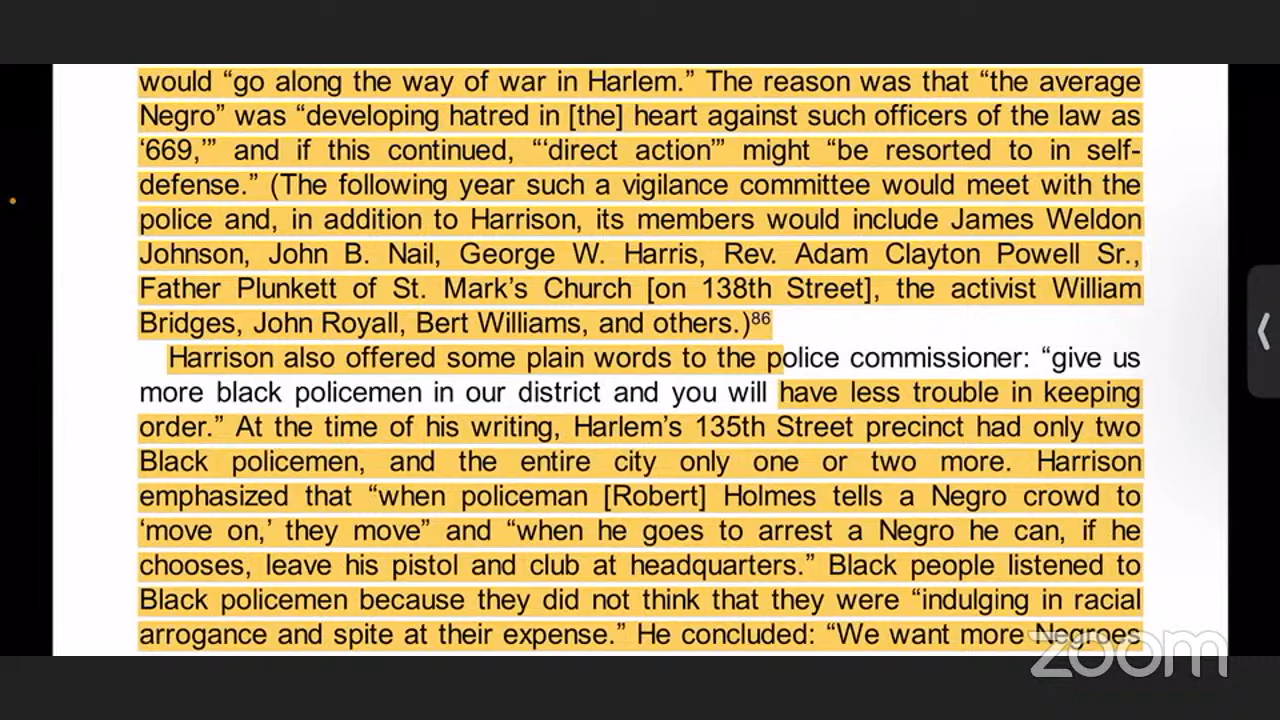 would “go along the way of war in Harlem.” The reason was that “the average
Negro” was “developing hatred in [the] heart against such officers of the law as
‘669,’” and if this continued, “‘direct action’” might “be resorted to in self-
defense.” (The following year such a vigilance committee would meet with the
police and, in addition to Harrison, its members would include James Weldon
Johnson, John B. Nail, George W. Harris, Rev. Adam Clayton Powell Sr.,
Father Plunkett of St. Mark’s Church [on 138th Street], the activist William
Bridges, John Royall, Bert Williams, and others.)86
Harrison also offered some plain words to the police commissioner: “give us
more black policemen in our district and you will have less trouble in keeping
order.” At the time of his writing, Harlem’s 135th Street precinct had only two
Black policemen, and the entire city only one or two more. Harrison
emphasized that “when policeman [Robert] Holmes tells a Negro crowd to
‘move on,’ they move” and “when he goes to arrest a Negro he can, if he
chooses, leave his pistol and club at headquarters.” Black people listened to
Black policemen because they did not think that they were “indulging in racial
arrogance and spite at their expense.” He concluded: “We want more Negroes
zoom